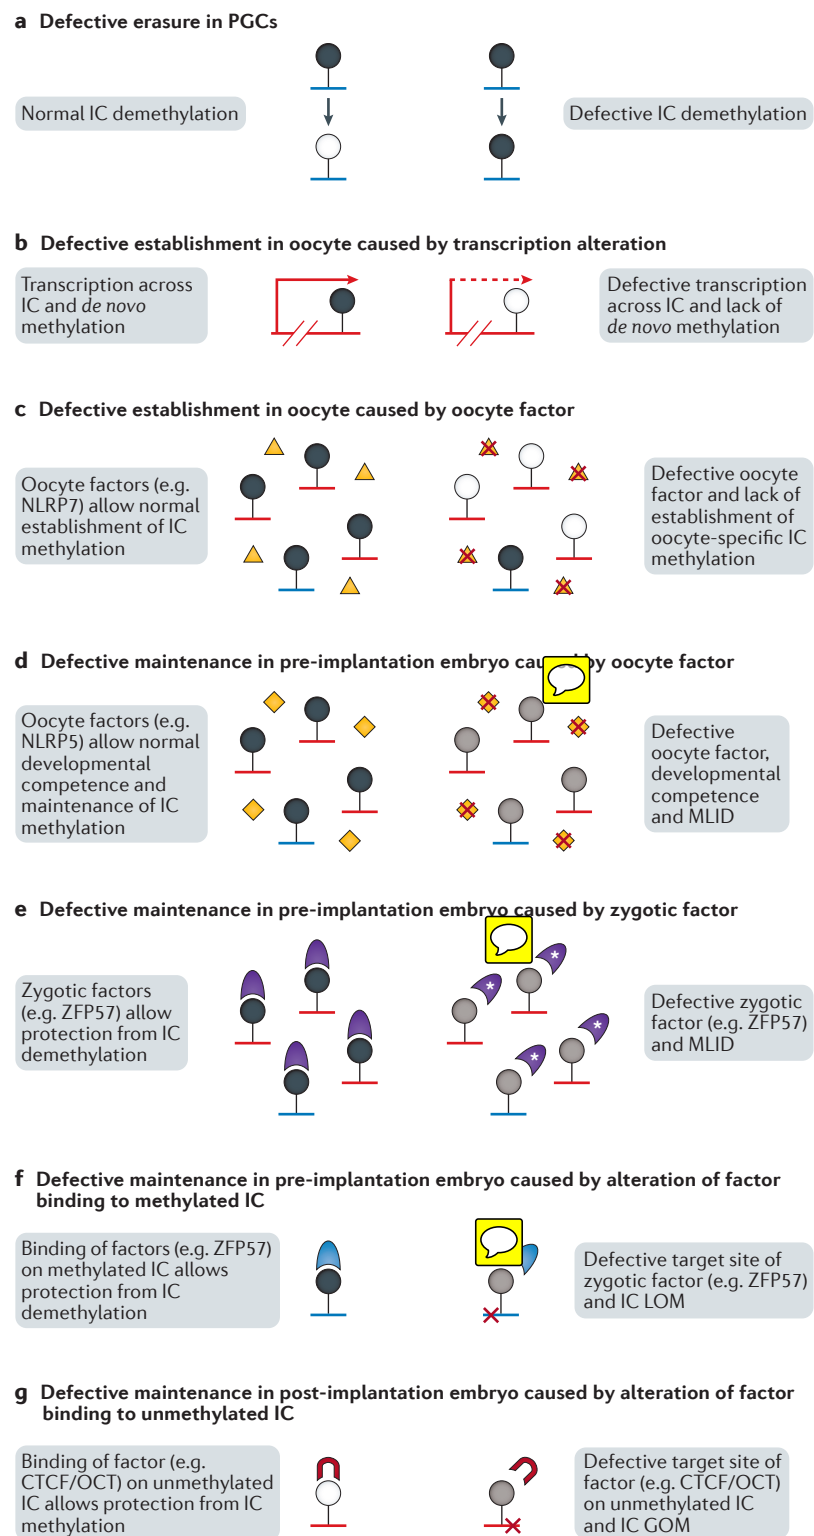 a Defective erasure in PGCs
Normal IC demethylation
Defective IC demethylation
b Defective establishment in oocyte caused by transcription alteration
Transcription across
IC and de novo
methylation
Defective transcription
across IC and lack of
de novo methylation
c Defective establishment in oocyte caused by oocyte factor
Oocyte factors (e.g.
NLRP7) allow normal
establishment of IC
methylation
Defective oocyte
factor and lack of
establishment of
oocyte-specific IC
methylation
d Defective maintenance in pre-implantation embryo cau by oocyte factor
Oocyte factors (e.g.
NLRP5) allow normal
developmental
competence and
maintenance of IC
methylation
Defective
oocyte factor,
developmental
competence
and MLID
e Defective maintenance in pre-implantation embryo caused by zygotic factor
Zygotic factors
(e.g. ZFP57) allow
protection from IC
demethylation
* * * *
Defective zygotic
factor (e.g. ZFP57)
and MLID
f Defective maintenance in pre-implantation embryo caused by alteration of factor
binding to methylated IC
Binding of factors (e.g. ZFP57)
on methylated IC allows
protection from IC
demethylation
Defective target site of
zygotic factor (e.g. ZFP57)
and IC LOM
g Defective maintenance in post-implantation embryo caused by alteration of factor
binding to unmethylated IC
Binding of factor (e.g.
CTCF/OCT) on unmethylated
IC allows protection from IC
methylation
Defective target site of
factor (e.g. CTCF/OCT)
on unmethylated IC
and IC GOM